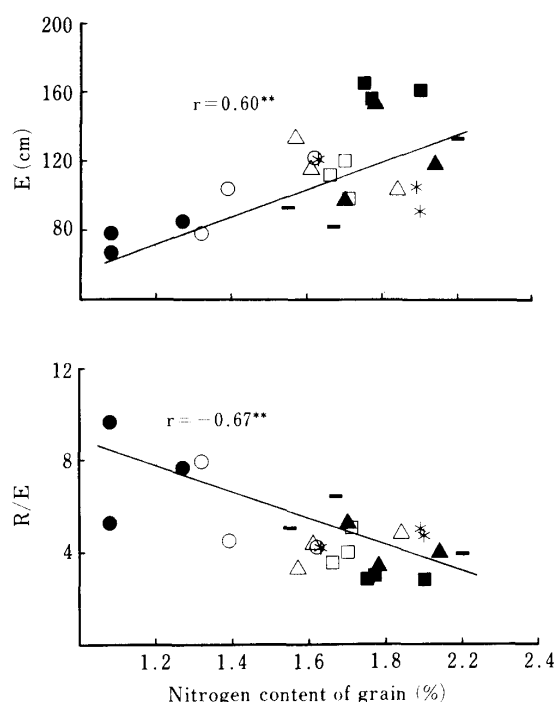 200
160
120
80
E (cm)
r=0.60**
12
8
4
R/E
r=−0.67**
1.2 1.4 1.6 1.8 2.0 2.2 2.4
Nitrogen content of grain (%)